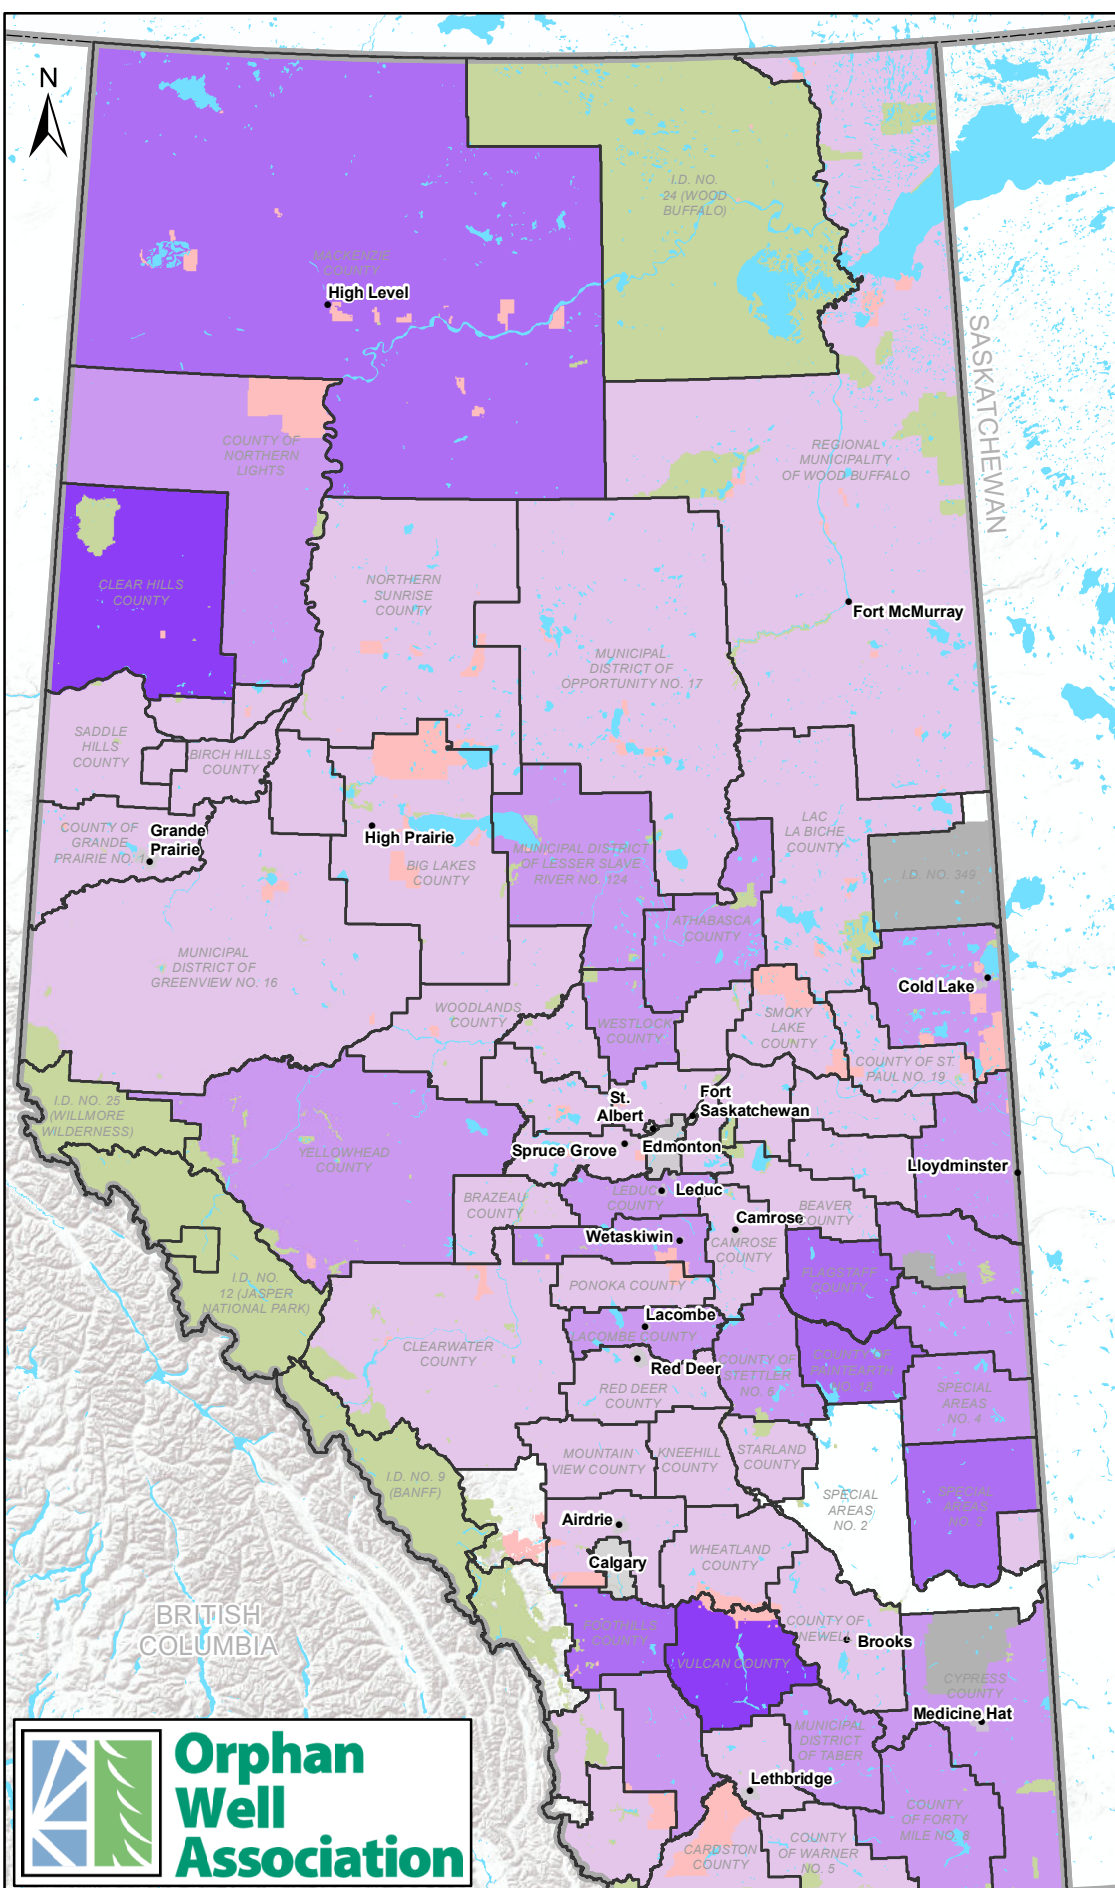 N
I.D. NO.
24 (WOOD
BUFFALO)
MACKENZIE
COUNTY
High Level
SASKATCHEWAN
COUNTY OF
NORTHERN
LIGHTS
REGIONAL
MUNICIPALITY
OF WOOD BUFFALO
CLEAR HILLS
COUNTY
NORTHERN
SUNRISE
COUNTY
Fort McMurray
MUNICIPAL
DISTRICT OF
OPPORTUNITY NO. 17
SADDLE
HILLS
COUNTY
BIRCH HILLS
COUNTY
COUNTY OF
GRANDE
PRAIRIE NO. 1
Grande
Prairie
High Prairie
BIG LAKES
COUNTY
MUNICIPAL DISTRICT
OF LESSER SLAVE
RIVER NO. 124
LAC
LA BICHE
COUNTY
I.D. NO. 349
ATHABASCA
COUNTY
MUNICIPAL
DISTRICT OF
GREENVIEW NO. 16
Cold Lake
WOODLANDS
COUNTY
WESTLOCK
COUNTY
SMOKY
LAKE
COUNTY
COUNTY OF ST.
PAUL NO. 19
I.D. NO. 25
(WILLMORE
WILDERNESS)
St.
Albert
Fort
Saskatchewan
YELLOWHEAD
COUNTY
Spruce Grove
Edmonton
Lloydminster
BRAZEAU
COUNTY
LEDUC
COUNTY
Leduc
BEAVER
COUNTY
Wetaskiwin
Camrose
CAMROSE
COUNTY
I.D. NO.
12 (JASPER
NATIONAL PARK)
PONOKA COUNTY
FLAGSTAFF
COUNTY
Lacombe
LACOMBE COUNTY
CLEARWATER
COUNTY
Red Deer
RED DEER
COUNTY
COUNTY OF
STETTLER
NO. 6
COUNTY OF
PAINTEARTH
NO. 18
SPECIAL
AREAS
NO. 4
MOUNTAIN
VIEW COUNTY
KNEEHILL
COUNTY
STARLAND
COUNTY
I.D. NO. 9
(BANFF)
SPECIAL
AREAS
NO. 2
SPECIAL
AREAS
NO. 3
Airdrie
Calgary
WHEATLAND
COUNTY
BRITISH
COLUMBIA
FOOTHILLS
COUNTY
COUNTY OF
NEWELL
Brooks
VULCAN COUNTY
CYPRESS
COUNTY
Medicine Hat
MUNICIPAL
DISTRICT
OF TABER
Lethbridge
COUNTY
OF FORTY
MILE NO. 8
CARDSTON
COUNTY
COUNTY
OF WARNER
NO. 5
Orphan
Well
Association